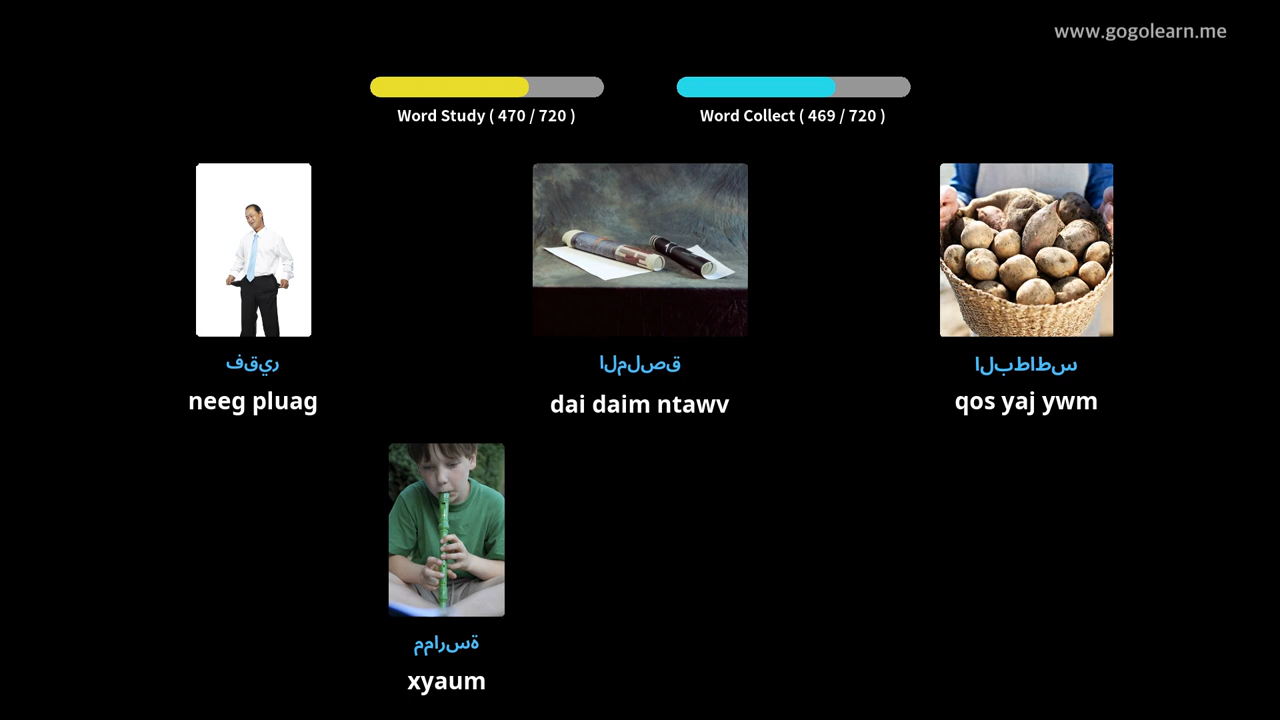 www.gogolearn.me
Word Study ( 470 / 720 )
Word Collect ( 469 / 720 )
فقير
neeg pluag
الملصق
dai daim ntawv
البطاطس
qos yaj ywm
ممارسة
xyaum